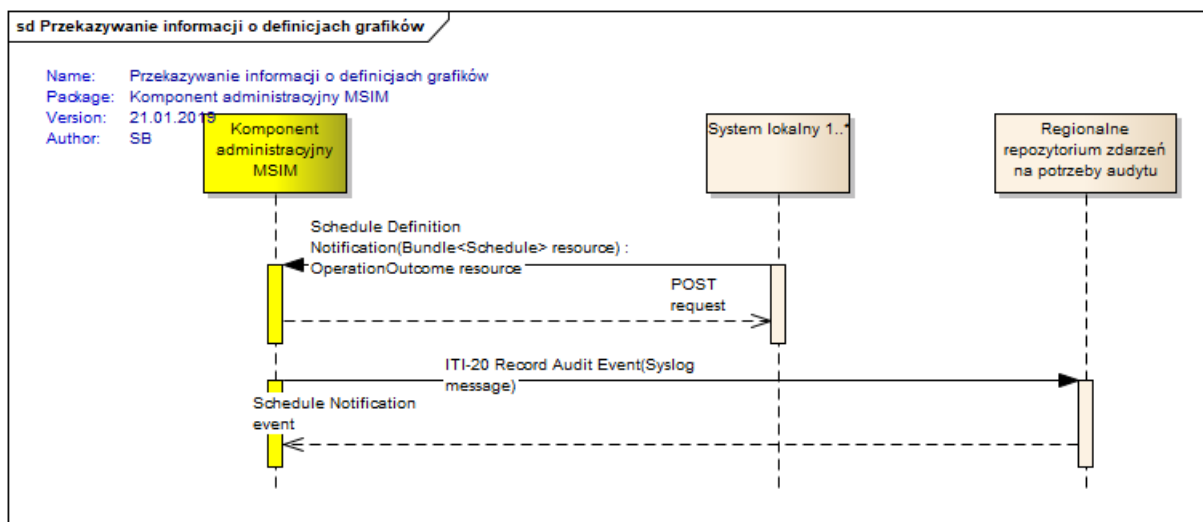 sd Przekazywanie informacji o definicjach grafików
Name: Przekazywanie informacji o definicjach grafików
Package: Komponent administracyjny MSIM
Version: 21.01.2019
Author: SB
Komponent
administracyjny
MSIM
System lokalny 1..*
Regionalne
repozytorium zdarzeń
na potrzeby audytu
Schedule Definition
Notification(Bundle<Schedule> resource) :
OperationOutcome resource
POST
request
ITI-20 Record Audit Event(Syslog
message)
Schedule Notification
event